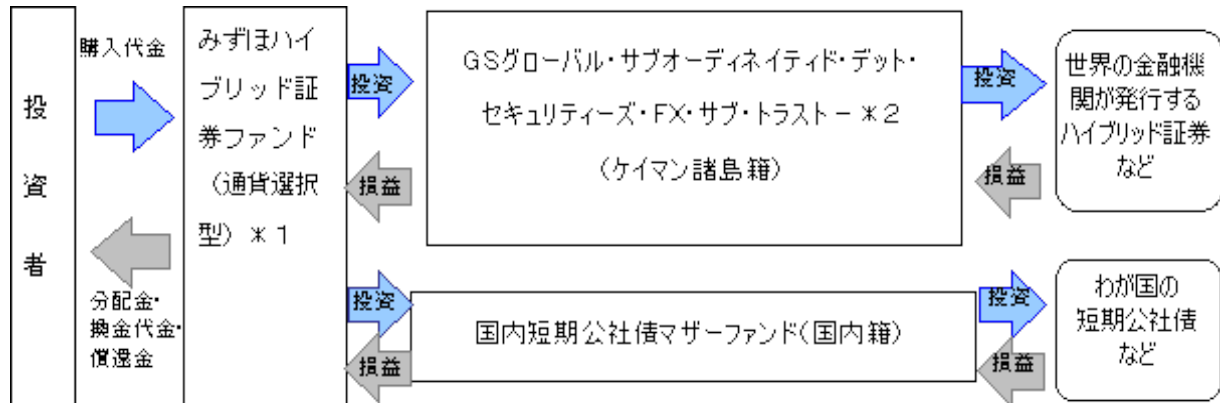 投
資
者
購入代金
分配金・
換金代金・
償還金
みずほハイ
ブリッド証
券ファンド
（通貨選択
型）＊１
投資
損益
投資
損益
GSグローバル・サブオーディネイティド・デット・
セキュリティーズ・FX・サブ・トラスト－＊２
（ケイマン諸島籍）
国内短期公社債マザーファンド（国内籍）
投資
損益
投資
損益
世界の金融機
関が発行する
ハイブリッド証券
など
わが国の
短期公社債
など